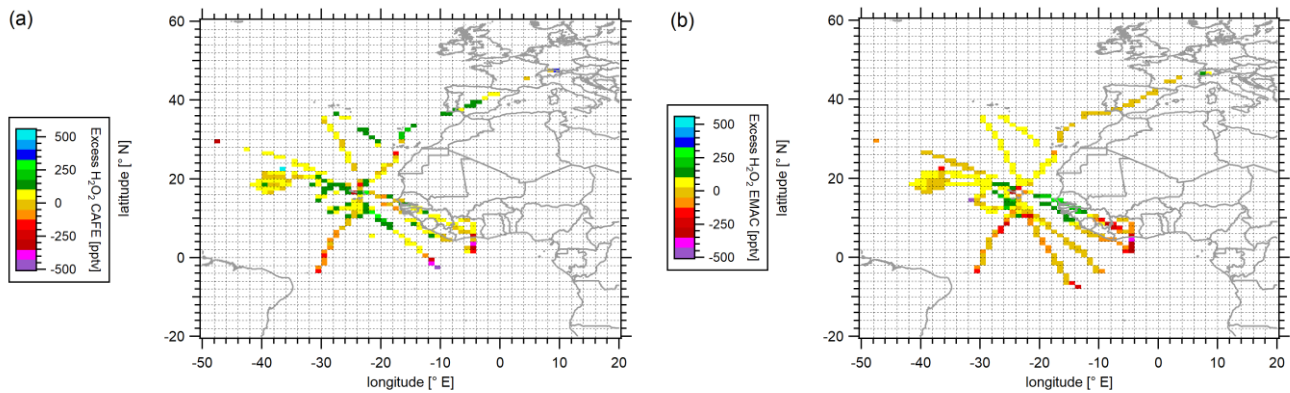 (a)
60
40
20
0
-20
-50 -40 -30 -20 -10 0 10 20
longitude [° E]
latitude [° N]
500
250
0
-250
-500
Excess H₂O₂ CAFE [pptv]
(b)
60
40
20
0
-20
-50 -40 -30 -20 -10 0 10 20
longitude [° E]
latitude [° N]
500
250
0
-250
-500
Excess H₂O₂ EMAC [pptv]